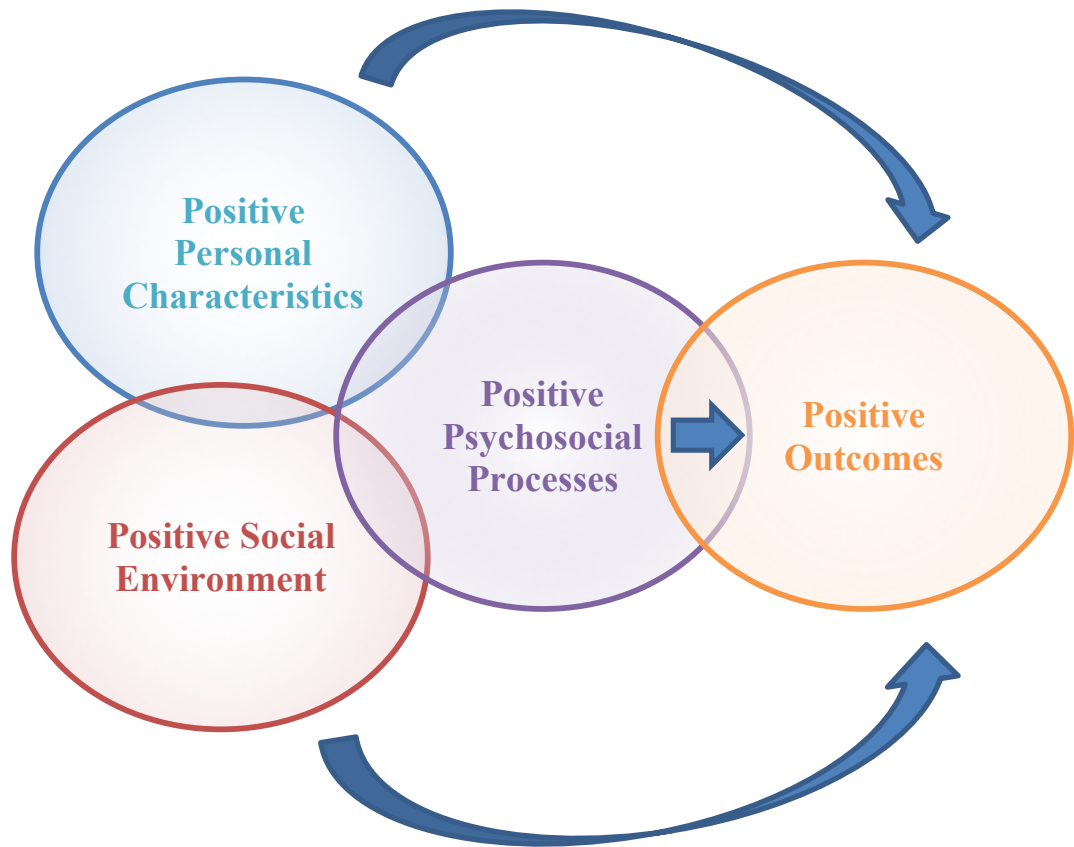 Positive
Personal
Characteristics
Positive Social
Environment
Positive
Psychosocial
Processes
Positive
Outcomes